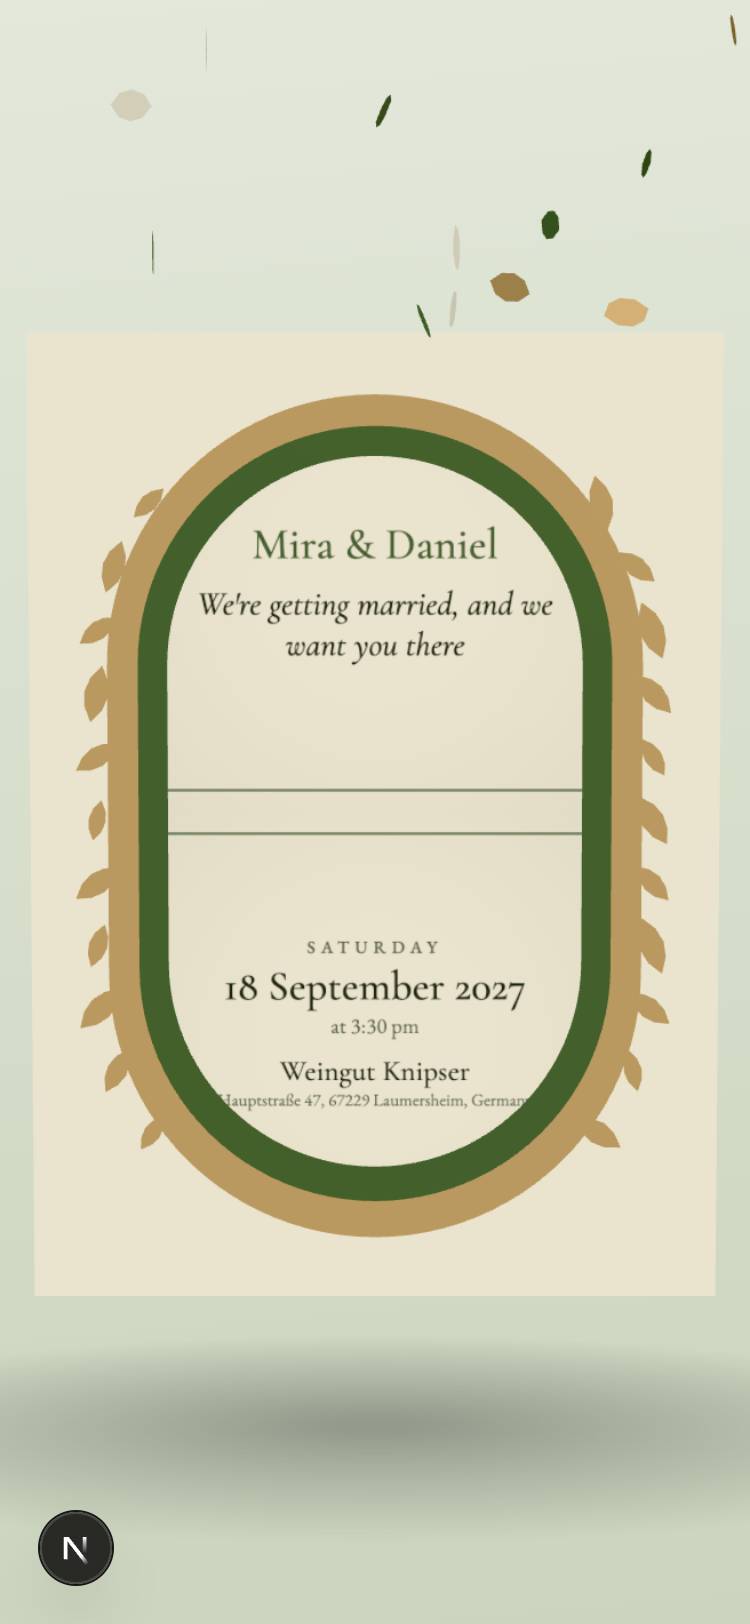 Mira & Daniel
We're getting married, and we
want you there
SATURDAY
18 September 2027
at 3:30 pm
Weingut Knipser
Hauptstraße 47, 67229 Laumersheim, Germany
N